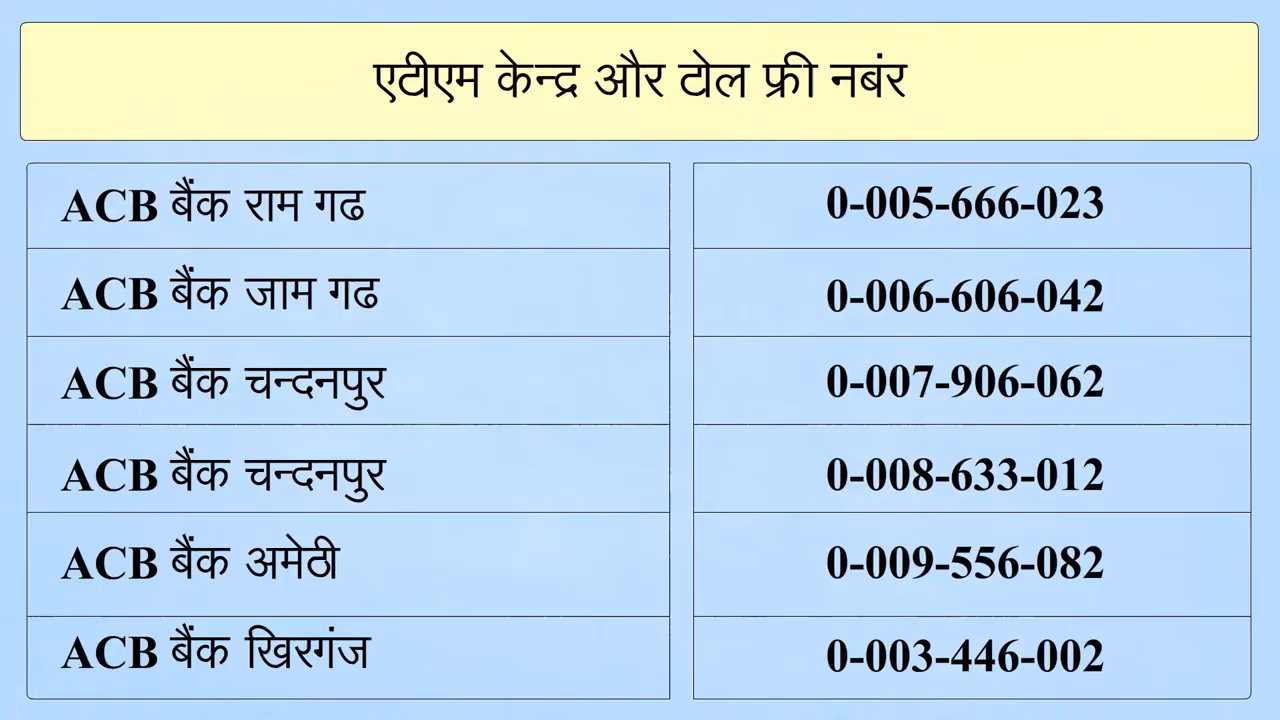 एटीएम केन्द्र और टोल फ्री नबंर
ACB बैंक राम गढ 0-005-666-023
ACB बैंक जाम गढ 0-006-606-042
ACB बैंक चन्दनपुर 0-007-906-062
ACB बैंक चन्दनपुर 0-008-633-012
ACB बैंक अमेठी 0-009-556-082
ACB बैंक खिरगंज 0-003-446-002